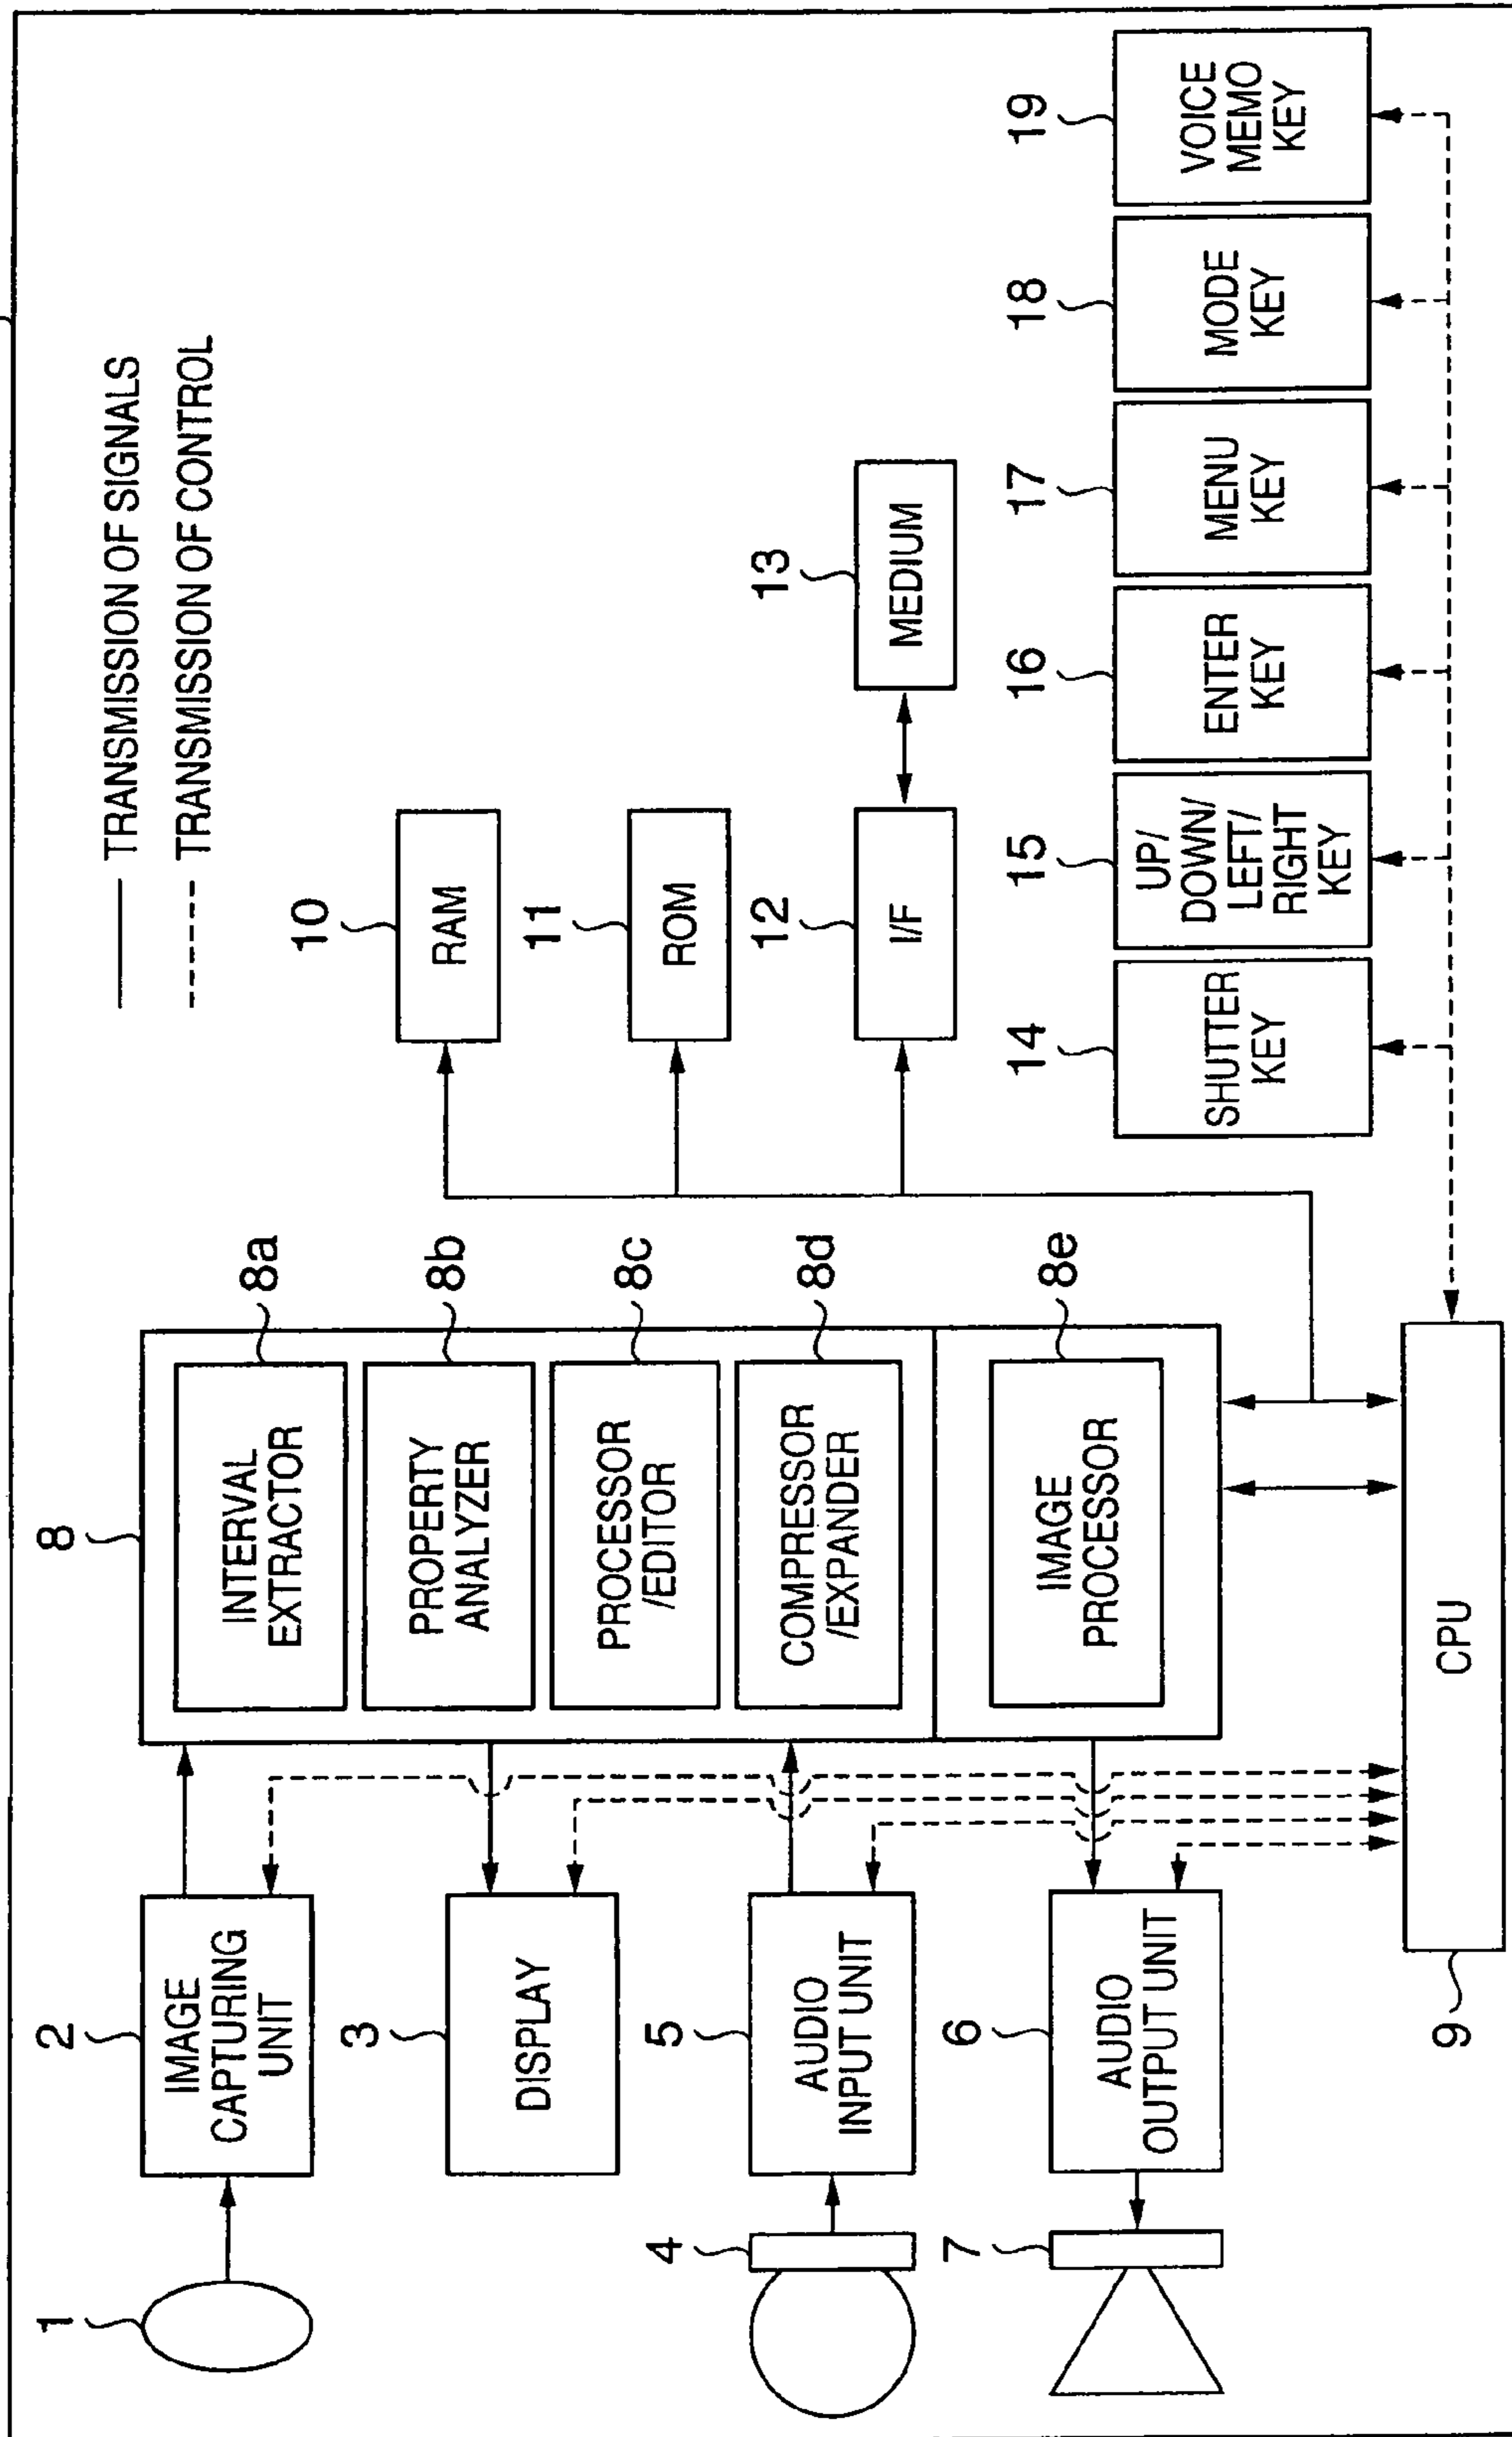 TRANSMISSION OF SIGNALS
TRANSMISSION OF CONTROL
1
2
IMAGE
CAPTURING
UNIT
3
DISPLAY
4
5
AUDIO
INPUT UNIT
7
6
AUDIO
OUTPUT UNIT
8
INTERVAL
EXTRACTOR
8a
PROPERTY
ANALYZER
8b
PROCESSOR
/EDITOR
8c
COMPRESSOR
/EXPANDER
8d
IMAGE
PROCESSOR
8e
9
CPU
10
RAM
11
ROM
12
I/F
13
MEDIUM
14
SHUTTER
KEY
15
UP/
DOWN/
LEFT/
RIGHT
KEY
16
ENTER
KEY
17
MENU
KEY
18
MODE
KEY
19
VOICE
MEMO
KEY